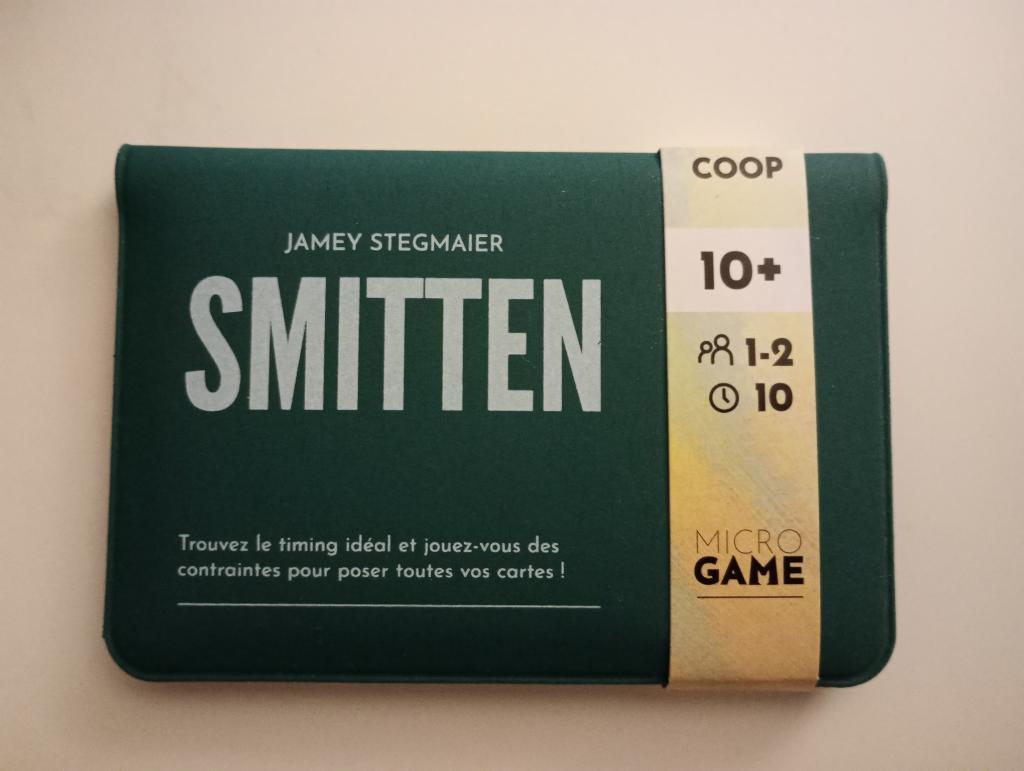 JAMEY STEGMAIER
SMITTEN
Trouvez le timing idéal et jouez-vous des
contraintes pour poser toutes vos cartes !
COOP
10+
1-2
10
MICRO
GAME